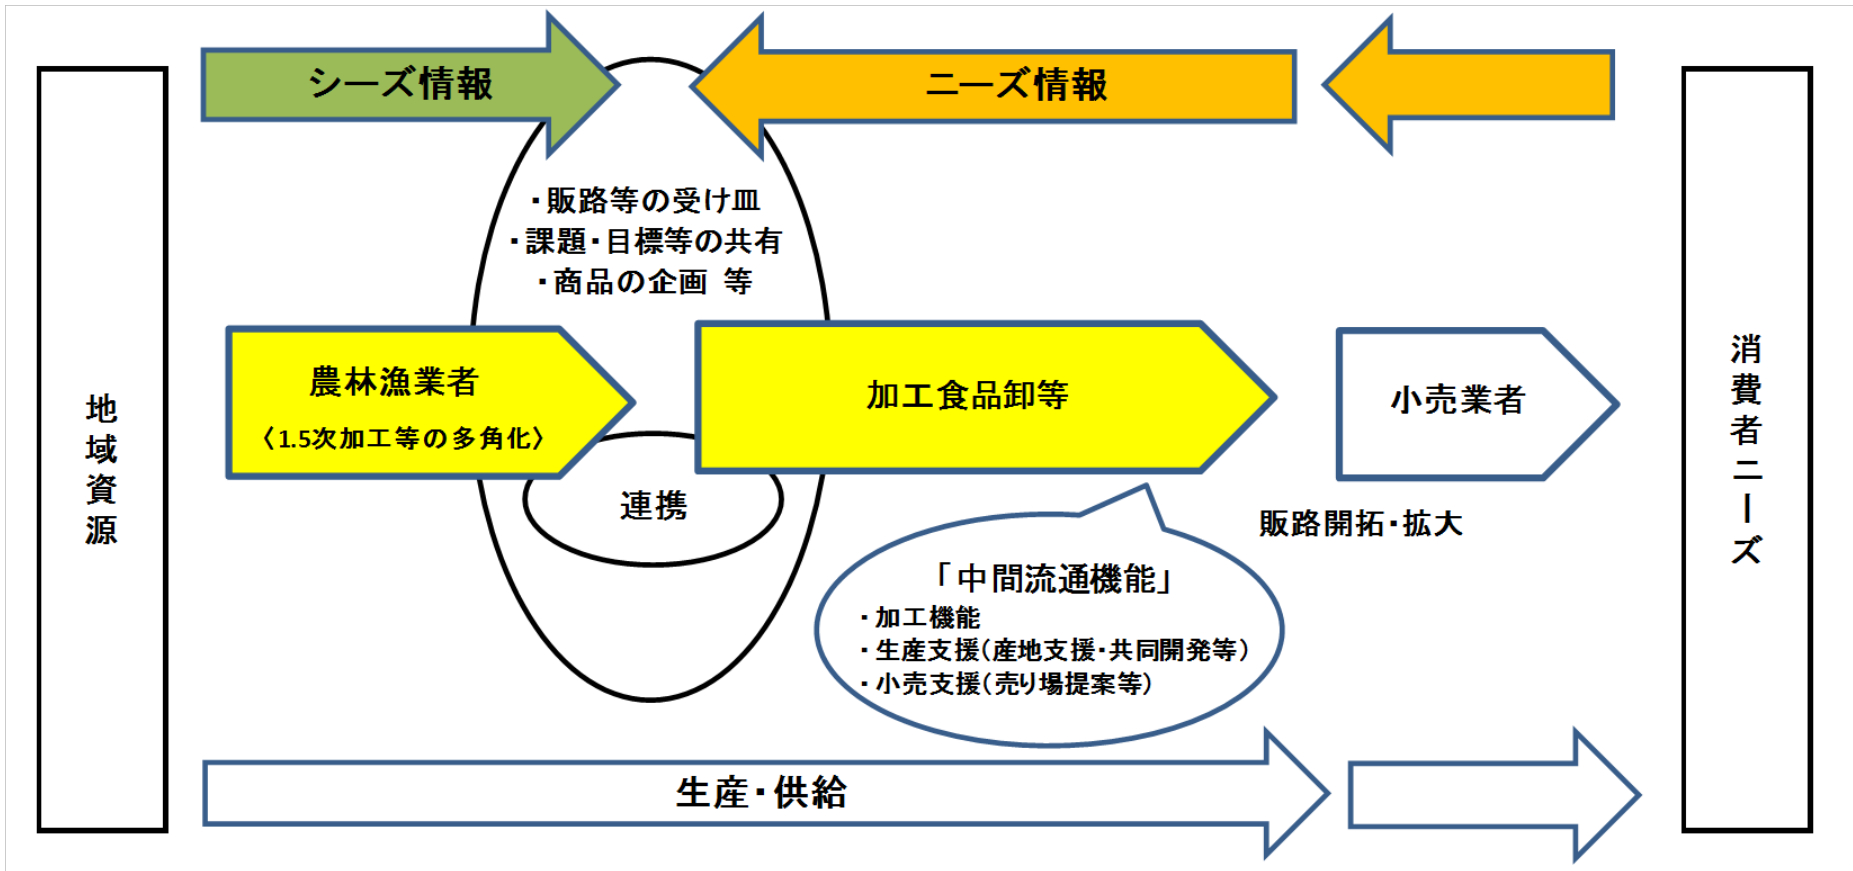 シーズ情報
ニーズ情報
・販路等の受け皿
・課題・目標等の共有
・商品の企画 等
地域資源
農林漁業者
〈1.5次加工等の多角化〉
加工食品卸等
小売業者
消費者ニーズ
連携
販路開拓・拡大
「中間流通機能」
・加工機能
・生産支援(産地支援・共同開発等)
・小売支援(売り場提案等)
生産・供給